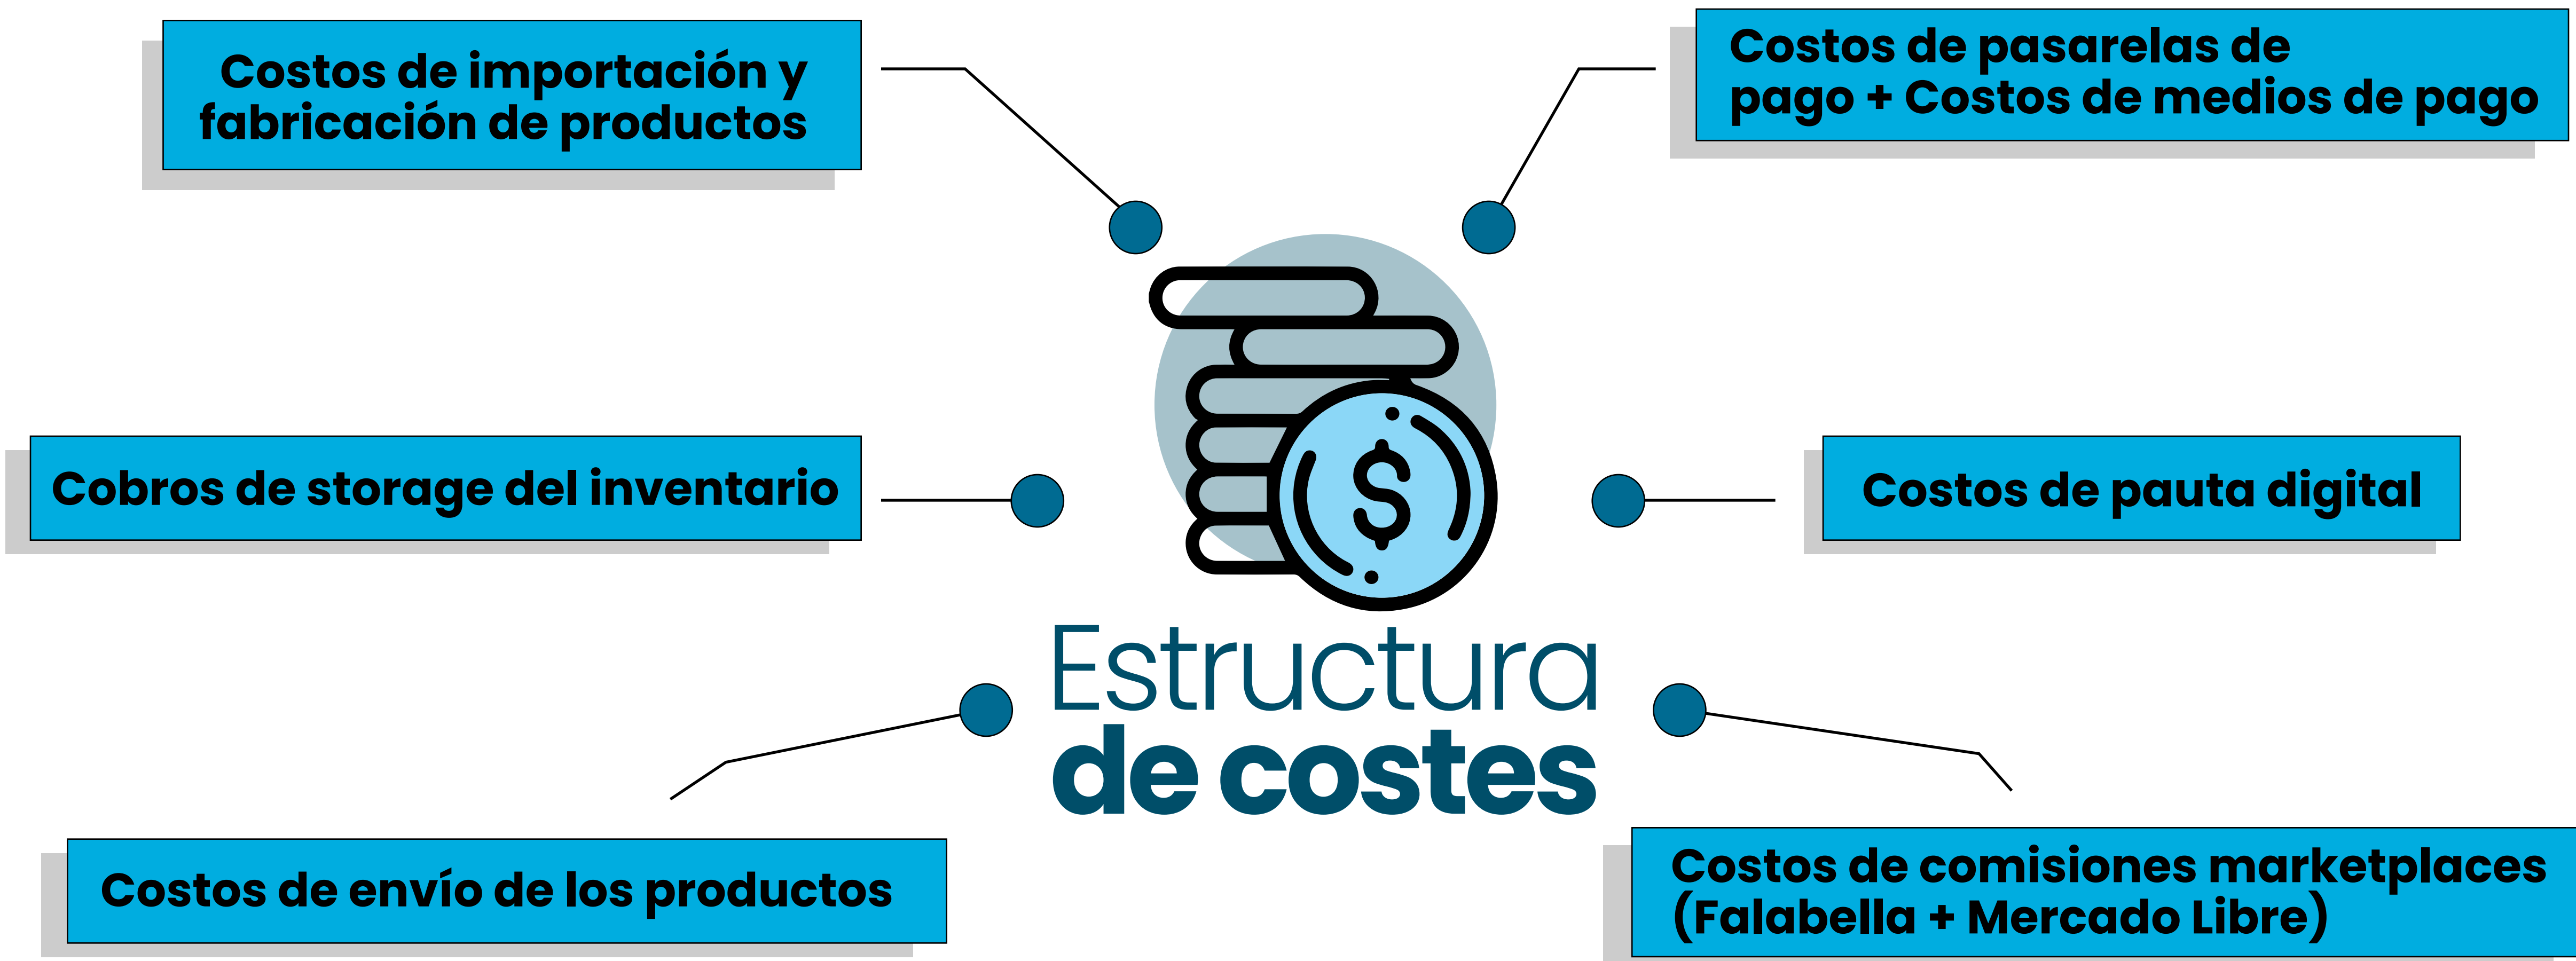 Costos de importación y
fabricación de productos
Costos de pasarelas de
pago + Costos de medios de pago
Cobros de storage del inventario
$
Costos de pauta digital
Estructura
de costes
Costos de envío de los productos
Costos de comisiones marketplaces
(Falabella + Mercado Libre)